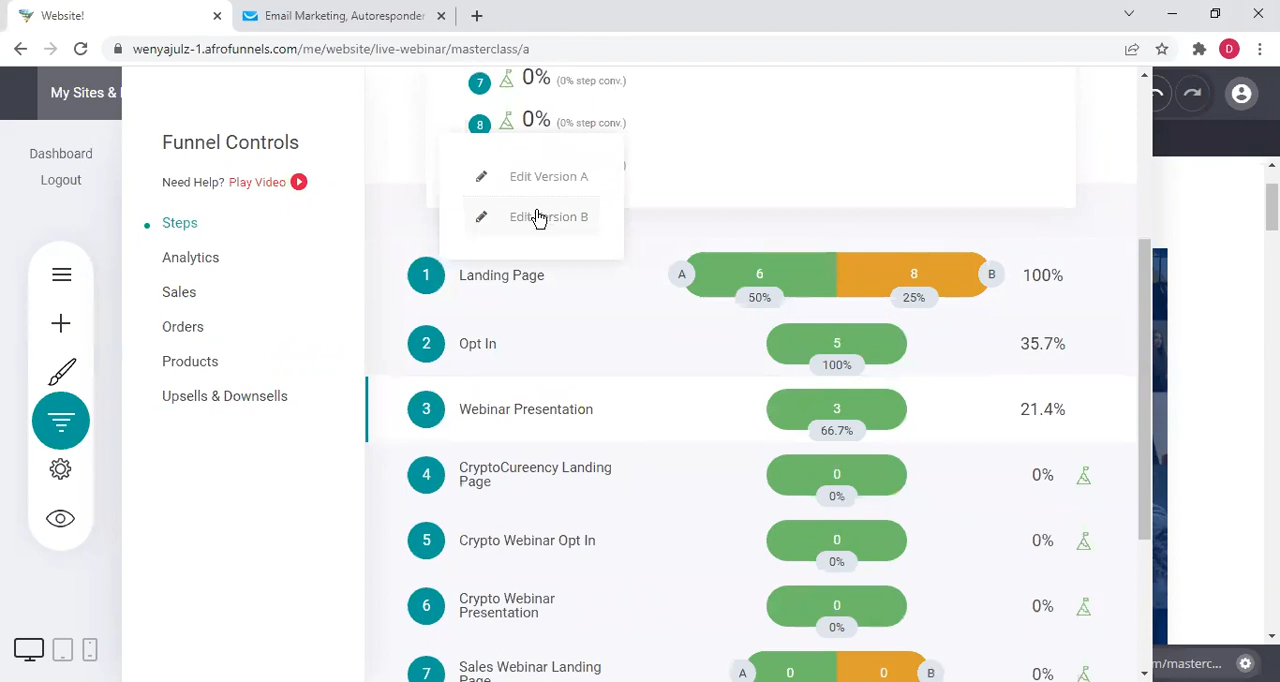 Website!
Email Marketing, Autoresponder
wenyajulz-1.afrofunnels.com/me/website/live-webinar/masterclass/a
D
My Sites &
Dashboard
Logout
Funnel Controls
Need Help? Play Video
Steps
Analytics
Sales
Orders
Products
Upsells & Downsells
7 0% (0% step conv.)
8 0% (0% step conv.)
Edit Version A
Edit Version B
1 Landing Page A 6 50% 8 25% B 100%
2 Opt In 5 100% 35.7%
3 Webinar Presentation 3 66.7% 21.4%
4 CryptoCureency Landing
Page 0 0% 0%
5 Crypto Webinar Opt In 0 0% 0%
6 Crypto Webinar
Presentation 0 0% 0%
7 Sales Webinar Landing
Page A 0 0 B 0%
m/masterc...